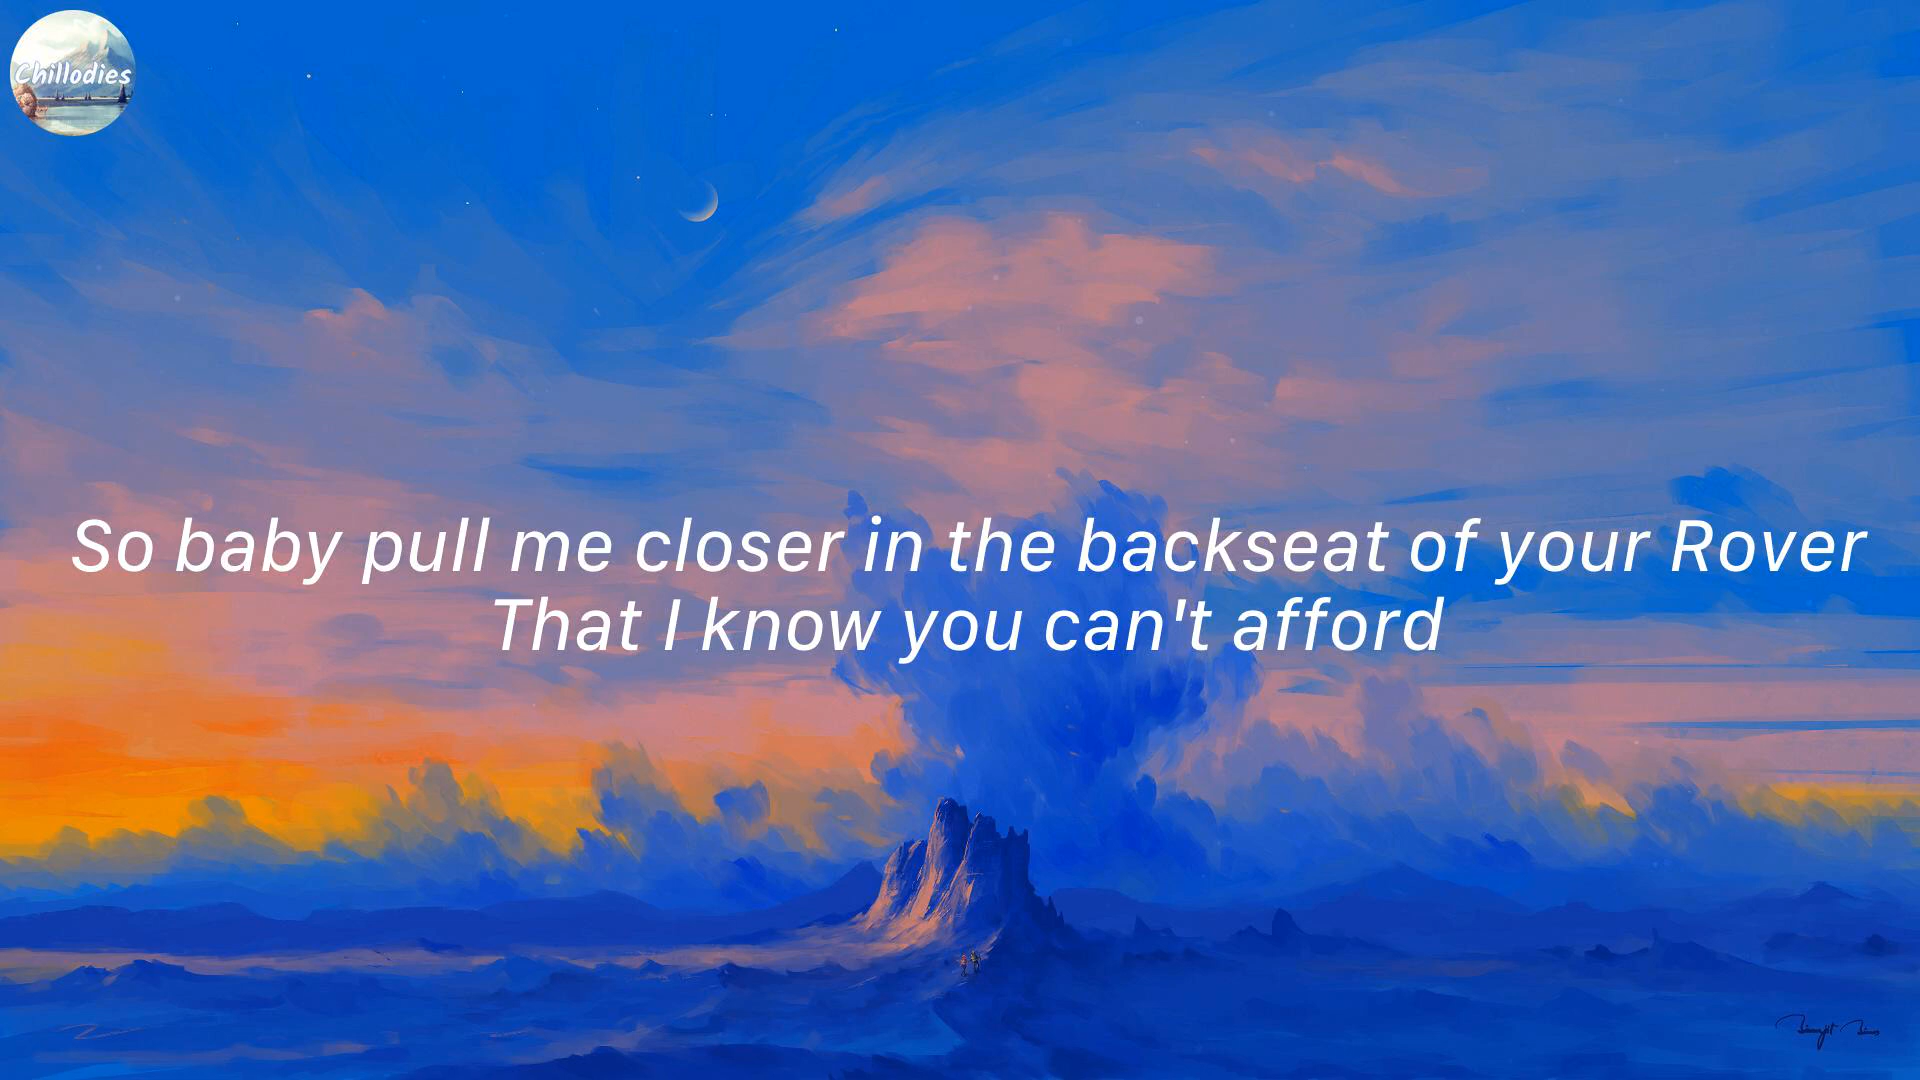 Chillodies
So baby pull me closer in the backseat of your Rover
That I know you can't afford